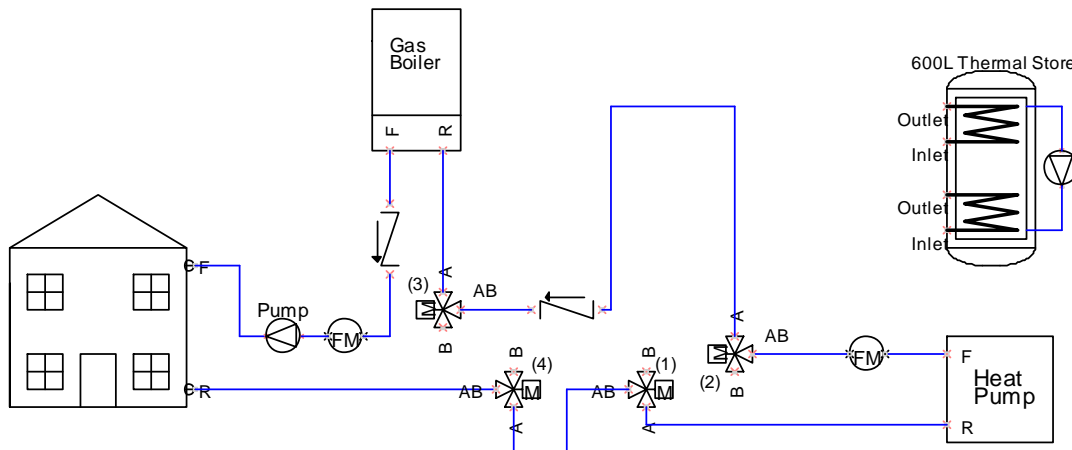 Gas
Boiler
F
R
600L Thermal Store
Outlet
Inlet
Outlet
Inlet
F
Pump
FM
(3)
A
AB
M
B
R
AB
B
(4)
M
A
B
(1)
AB
M
A
A
AB
M
(2)
B
FM
F
Heat
Pump
R